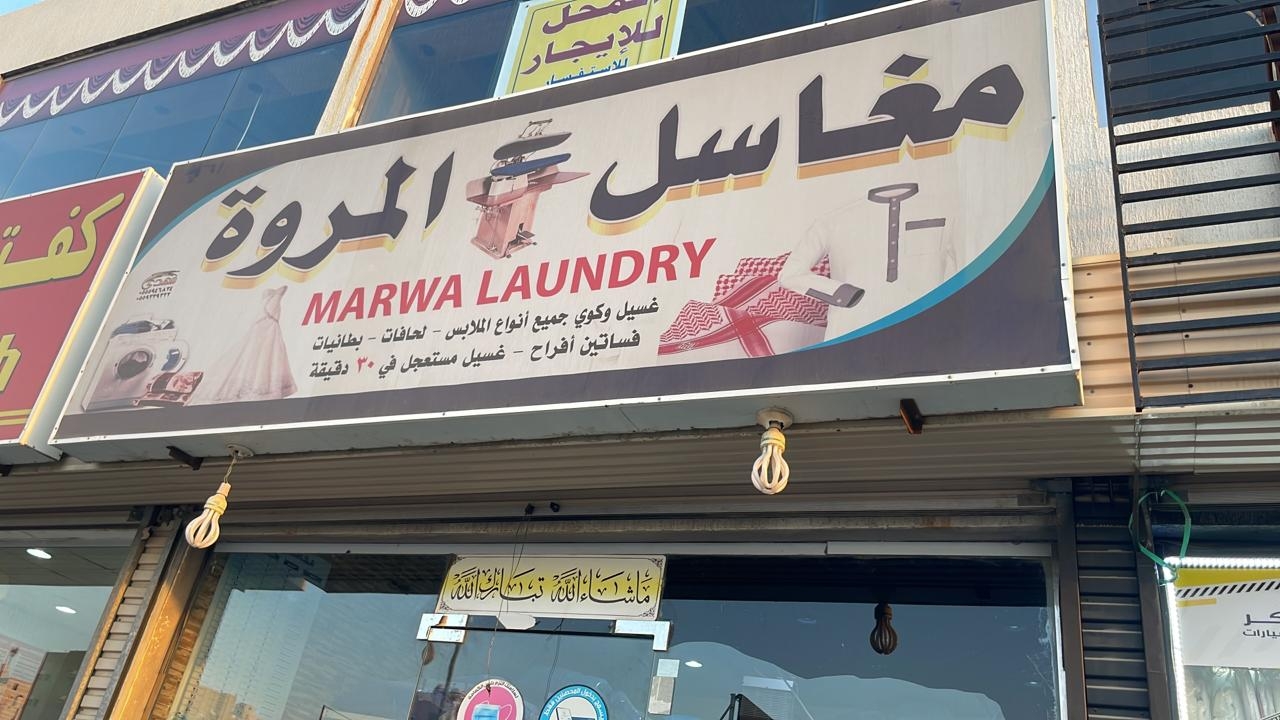 المحل
للإيجار
للإستفسار
مغاسل المروة
MARWA LAUNDRY
غسيل وكوي جميع أنواع الملابس - لحافات - بطانيات
فساتين أفراح - غسيل مستعجل في ٣٠ دقيقة
ماشاء الله تبارك الله